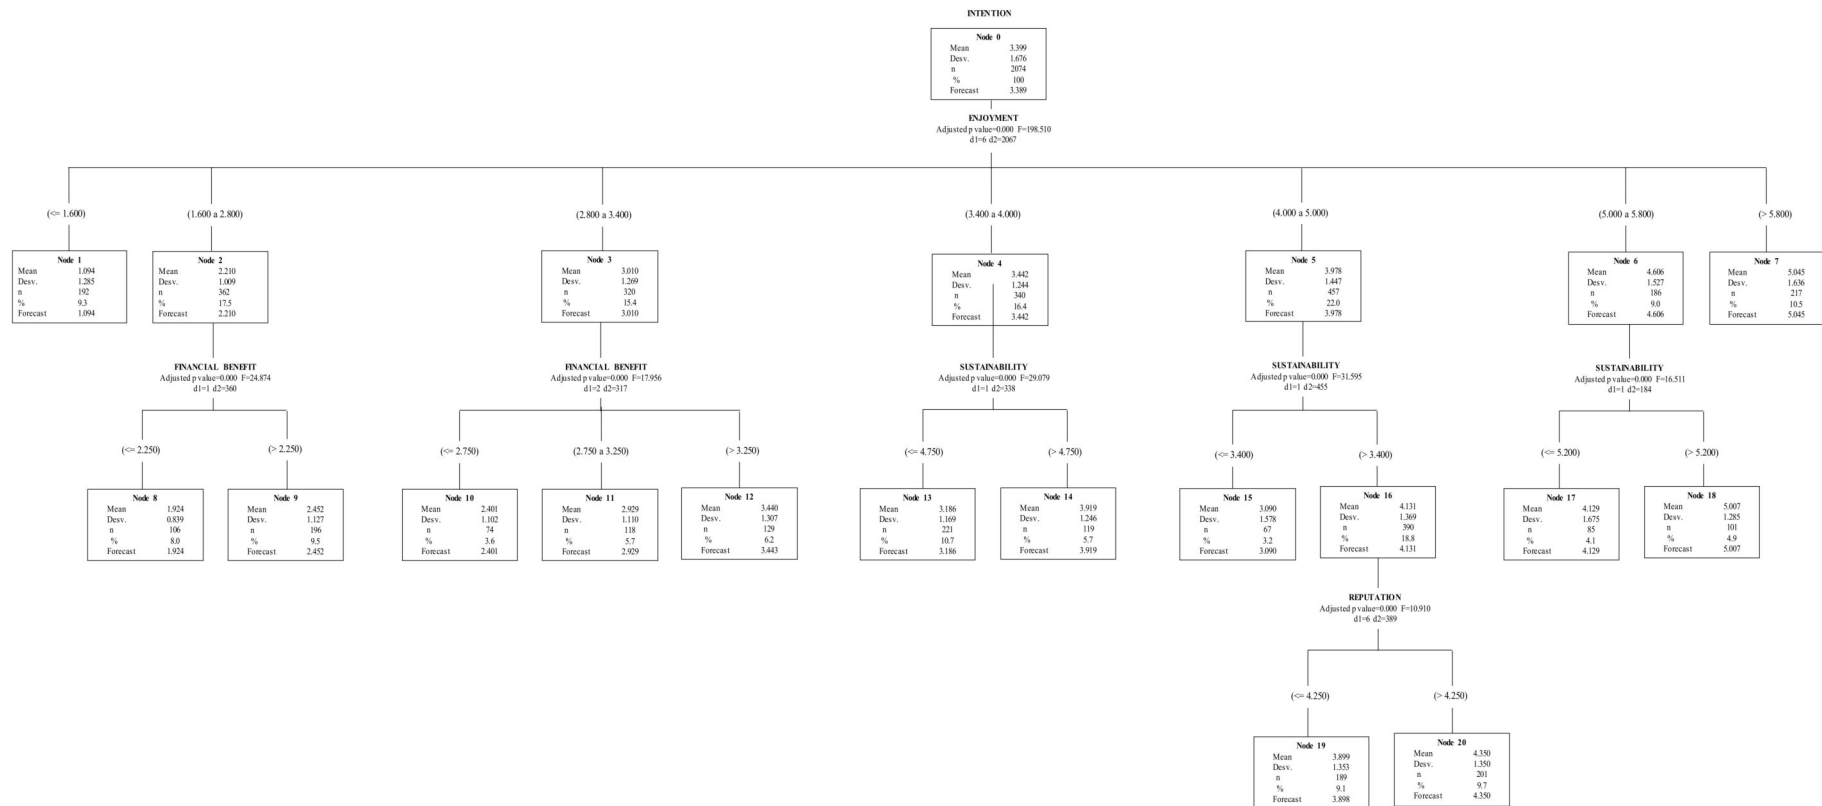 INTENTION
Node 0
Mean 3.399
Desv. 1.676
n 2074
% 100
Forecast 3.389
ENJOYMENT
Adjusted p value=0.000 F=198.510
d1=6 d2=2067
(<= 1.600)
(1.600 a 2.800)
(2.800 a 3.400)
(3.400 a 4.000)
(4.000 a 5.000)
(5.000 a 5.800)
(> 5.800)
Node 1
Mean 1.094
Desv. 1.285
n 192
% 9.3
Forecast 1.094
Node 2
Mean 2.210
Desv. 1.009
n 362
% 17.5
Forecast 2.210
Node 3
Mean 3.010
Desv. 1.269
n 320
% 15.4
Forecast 3.010
Node 4
Mean 3.442
Desv. 1.244
n 340
% 16.4
Forecast 3.442
Node 5
Mean 3.978
Desv. 1.447
n 457
% 22.0
Forecast 3.978
Node 6
Mean 4.606
Desv. 1.527
n 186
% 9.0
Forecast 4.606
Node 7
Mean 5.045
Desv. 1.636
n 217
% 10.5
Forecast 5.045
FINANCIAL BENEFIT
Adjusted p value=0.000 F=24.874
d1=1 d2=360
FINANCIAL BENEFIT
Adjusted p value=0.000 F=17.956
d1=2 d2=317
SUSTAINABILITY
Adjusted p value=0.000 F=29.079
d1=1 d2=338
SUSTAINABILITY
Adjusted p value=0.000 F=31.595
d1=1 d2=455
SUSTAINABILITY
Adjusted p value=0.000 F=16.511
d1=1 d2=184
(<= 2.250)
(> 2.250)
(<= 2.750)
(2.750 a 3.250)
(> 3.250)
(<= 4.750)
(> 4.750)
(<= 3.400)
(> 3.400)
(<= 5.200)
(> 5.200)
Node 8
Mean 1.924
Desv. 0.839
n 106
% 8.0
Forecast 1.924
Node 9
Mean 2.452
Desv. 1.127
n 196
% 9.5
Forecast 2.452
Node 10
Mean 2.401
Desv. 1.102
n 74
% 3.6
Forecast 2.401
Node 11
Mean 2.929
Desv. 1.110
n 118
% 5.7
Forecast 2.929
Node 12
Mean 3.440
Desv. 1.307
n 129
% 6.2
Forecast 3.443
Node 13
Mean 3.186
Desv. 1.169
n 221
% 10.7
Forecast 3.186
Node 14
Mean 3.919
Desv. 1.246
n 119
% 5.7
Forecast 3.919
Node 15
Mean 3.090
Desv. 1.578
n 67
% 3.2
Forecast 3.090
Node 16
Mean 4.131
Desv. 1.369
n 390
% 18.8
Forecast 4.131
Node 17
Mean 4.129
Desv. 1.675
n 85
% 4.1
Forecast 4.129
Node 18
Mean 5.007
Desv. 1.285
n 101
% 4.9
Forecast 5.007
REPUTATION
Adjusted p value=0.000 F=10.910
d1=6 d2=389
(<= 4.250)
(> 4.250)
Node 19
Mean 3.899
Desv. 1.353
n 189
% 9.1
Forecast 3.898
Node 20
Mean 4.350
Desv. 1.350
n 201
% 9.7
Forecast 4.350